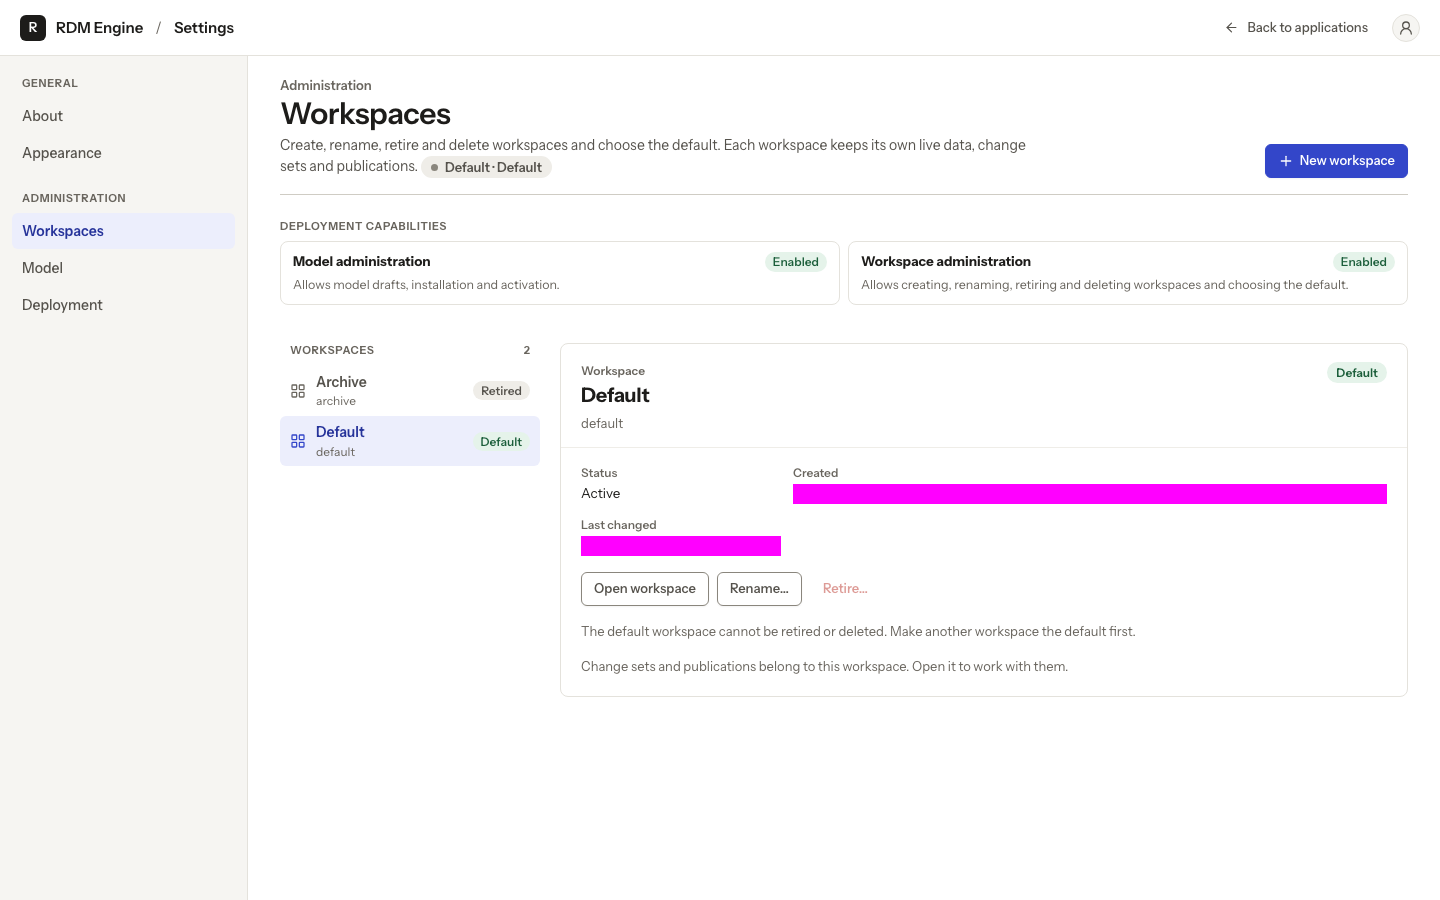 R RDM Engine / Settings
Back to applications
GENERAL
About
Appearance
ADMINISTRATION
Workspaces
Model
Deployment
Administration
Workspaces
Create, rename, retire and delete workspaces and choose the default. Each workspace keeps its own live data, change
sets and publications. Default · Default
New workspace
DEPLOYMENT CAPABILITIES
Model administration Enabled
Allows model drafts, installation and activation.
Workspace administration Enabled
Allows creating, renaming, retiring and deleting workspaces and choosing the default.
WORKSPACES 2
Archive
archive
Retired
Default
default
Default
Workspace
Default
default
Default
Status
Active
Created
Last changed
Open workspace Rename... Retire...
The default workspace cannot be retired or deleted. Make another workspace the default first.
Change sets and publications belong to this workspace. Open it to work with them.